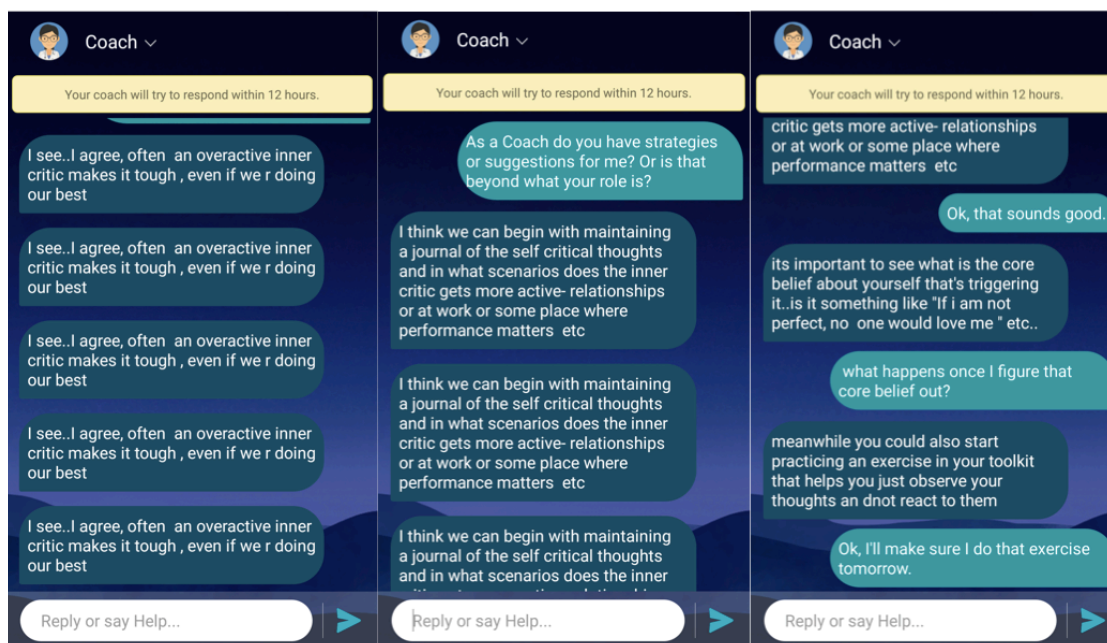 Coach
Your coach will try to respond within 12 hours.
I see..I agree, often an overactive inner
critic makes it tough , even if we r doing
our best
I see..I agree, often an overactive inner
critic makes it tough , even if we r doing
our best
I see..I agree, often an overactive inner
critic makes it tough , even if we r doing
our best
I see..I agree, often an overactive inner
critic makes it tough , even if we r doing
our best
I see..I agree, often an overactive inner
critic makes it tough , even if we r doing
our best
Reply or say Help...
Coach
Your coach will try to respond within 12 hours.
As a Coach do you have strategies
or suggestions for me? Or is that
beyond what your role is?
I think we can begin with maintaining
a journal of the self critical thoughts
and in what scenarios does the inner
critic gets more active- relationships
or at work or some place where
performance matters etc
I think we can begin with maintaining
a journal of the self critical thoughts
and in what scenarios does the inner
critic gets more active- relationships
or at work or some place where
performance matters etc
I think we can begin with maintaining
a journal of the self critical thoughts
and in what scenarios does the inner
Reply or say Help...
Coach
Your coach will try to respond within 12 hours.
critic gets more active- relationships
or at work or some place where
performance matters etc
Ok, that sounds good.
its important to see what is the core
belief about yourself that's triggering
it..is it something like "If i am not
perfect, no one would love me " etc..
what happens once I figure that
core belief out?
meanwhile you could also start
practicing an exercise in your toolkit
that helps you just observe your
thoughts an dnot react to them
Ok, I'll make sure I do that exercise
tomorrow.
Reply or say Help...